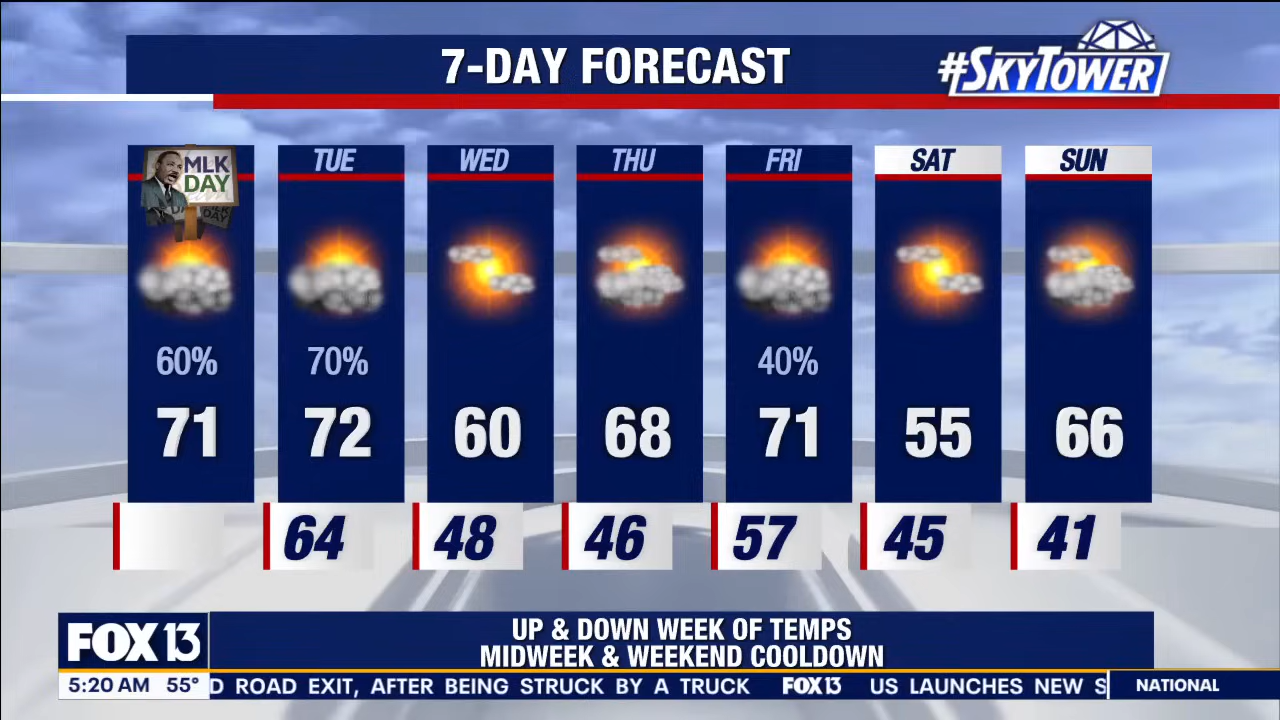 7-DAY FORECAST
#SKYTOWER
MLK DAY
TUE
WED
THU
FRI
SAT
SUN
60%
70%
40%
71
72
60
68
71
55
66
64
48
46
57
45
41
UP & DOWN WEEK OF TEMPS
MIDWEEK & WEEKEND COOLDOWN
FOX 13
5:20 AM 55°
D ROAD EXIT, AFTER BEING STRUCK BY A TRUCK FOX 13 US LAUNCHES NEW S
NATIONAL